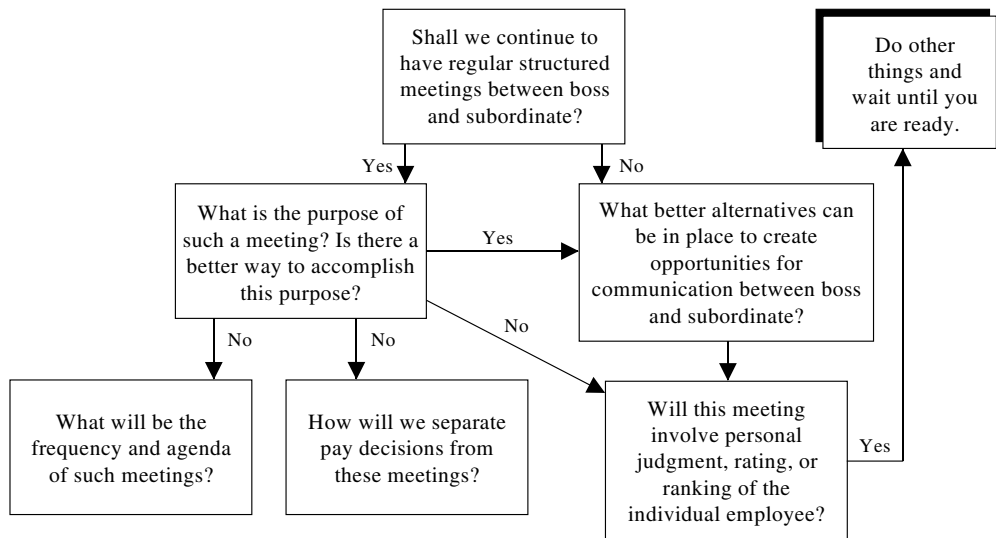 Shall we continue to
have regular structured
meetings between boss
and subordinate?
Do other
things and
wait until you
are ready.
Yes
No
What is the purpose of
such a meeting? Is there a
better way to accomplish
this purpose?
Yes
What better alternatives can
be in place to create
opportunities for
communication between boss
and subordinate?
No
No
No
What will be the
frequency and agenda
of such meetings?
How will we separate
pay decisions from
these meetings?
Will this meeting
involve personal
judgment, rating, or
ranking of the
individual employee?
Yes